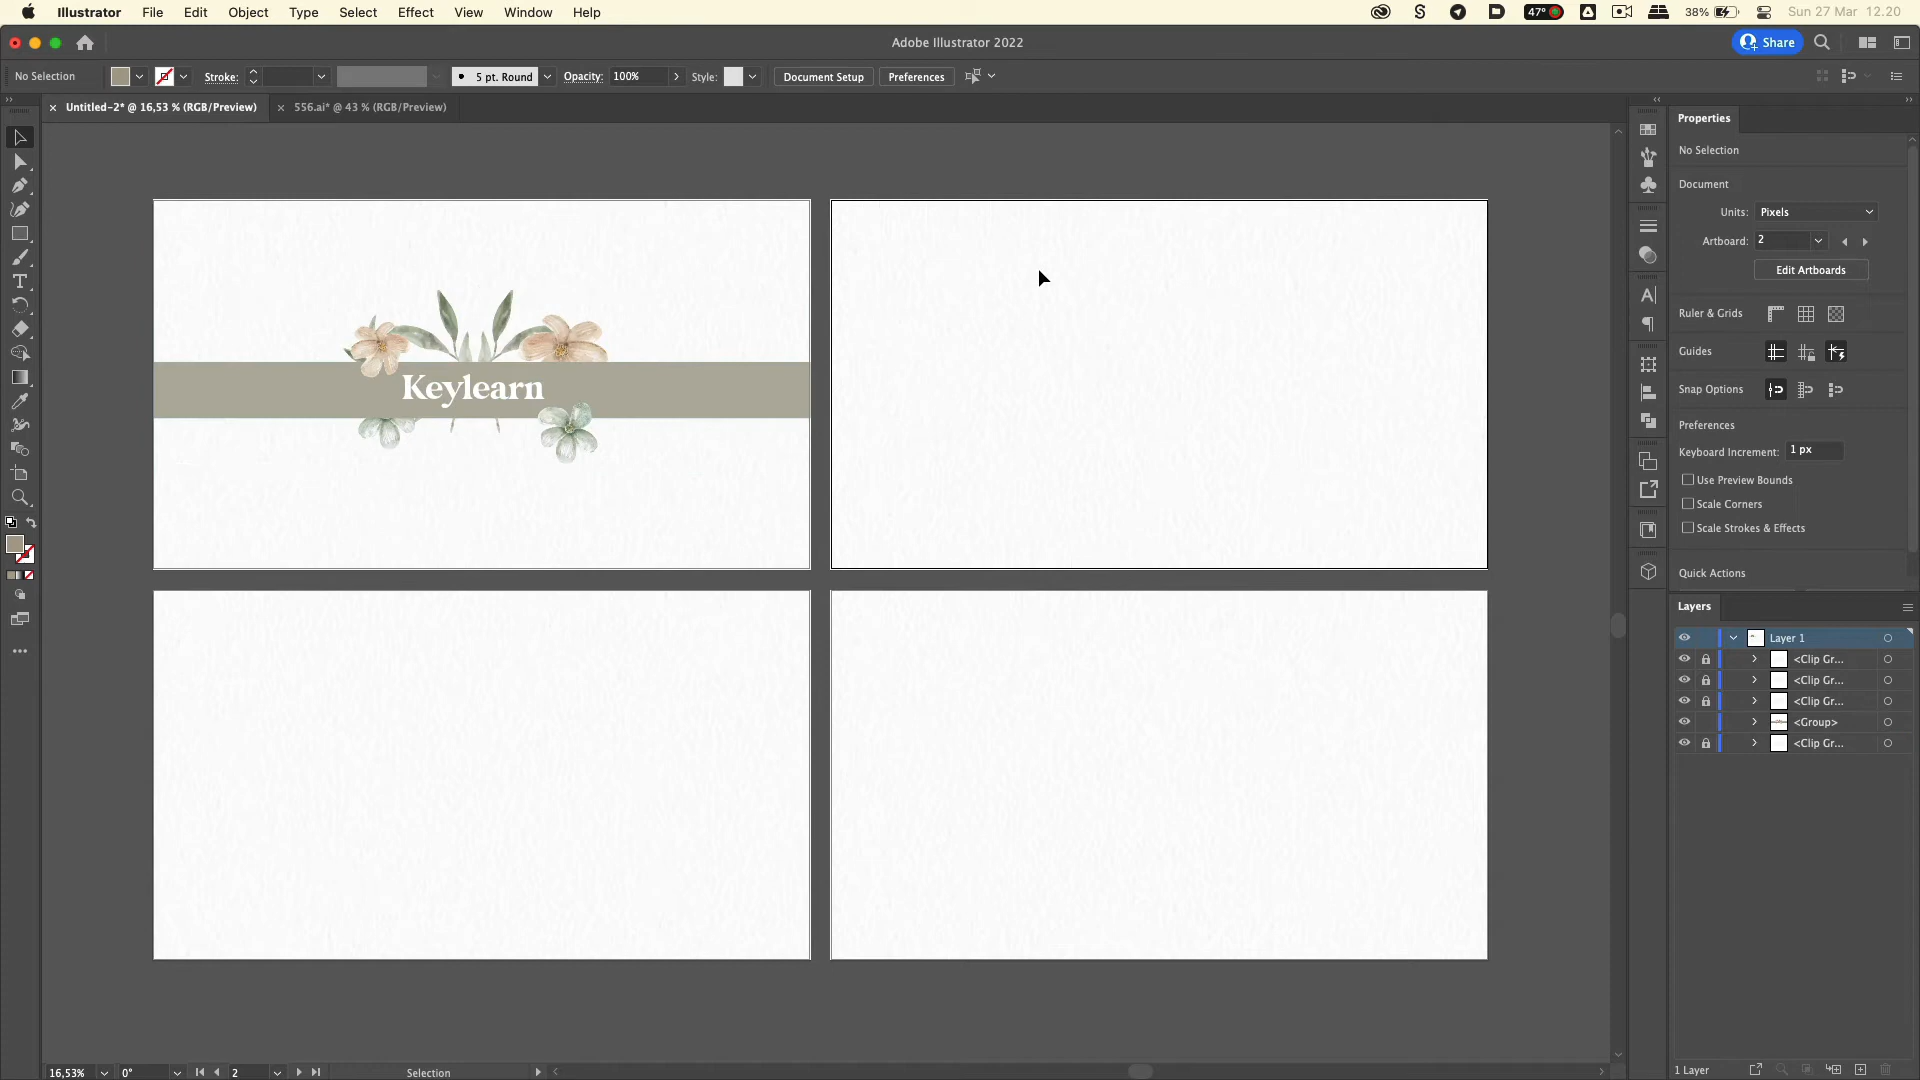 Illustrator File Edit Object Type Select Effect View Window Help
47° 38% Sun 27 Mar 12.20
Adobe Illustrator 2022
Share
No Selection Stroke: 5 pt. Round Opacity: 100% Style: Document Setup Preferences
Untitled-2* @ 16,53 % (RGB/Preview) 556.ai* @ 43 % (RGB/Preview)
Keylearn
Properties
No Selection
Document
Units: Pixels
Artboard: 2
Edit Artboards
Ruler & Grids
Guides
Snap Options
Preferences
Keyboard Increment: 1 px
Use Preview Bounds
Scale Corners
Scale Strokes & Effects
Quick Actions
Layers
Layer 1
<Clip Gr...
<Clip Gr...
<Clip Gr...
<Group>
<Clip Gr...
16,53% 0° 2 Selection
1 Layer